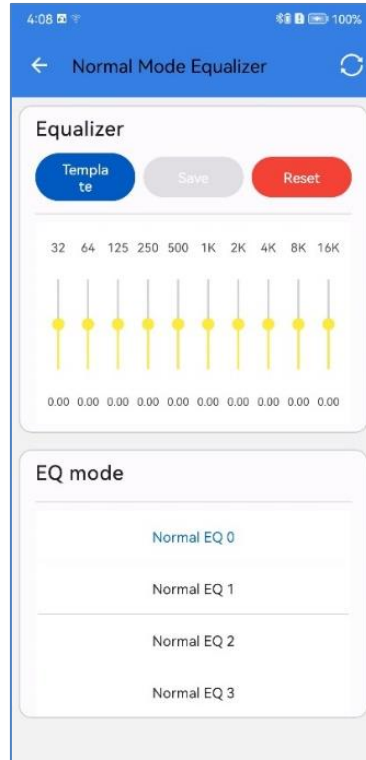 4:08 100%
Normal Mode Equalizer
Equalizer
Templa
te
Save
Reset
32 64 125 250 500 1K 2K 4K 8K 16K
0.00 0.00 0.00 0.00 0.00 0.00 0.00 0.00 0.00 0.00
EQ mode
Normal EQ 0
Normal EQ 1
Normal EQ 2
Normal EQ 3